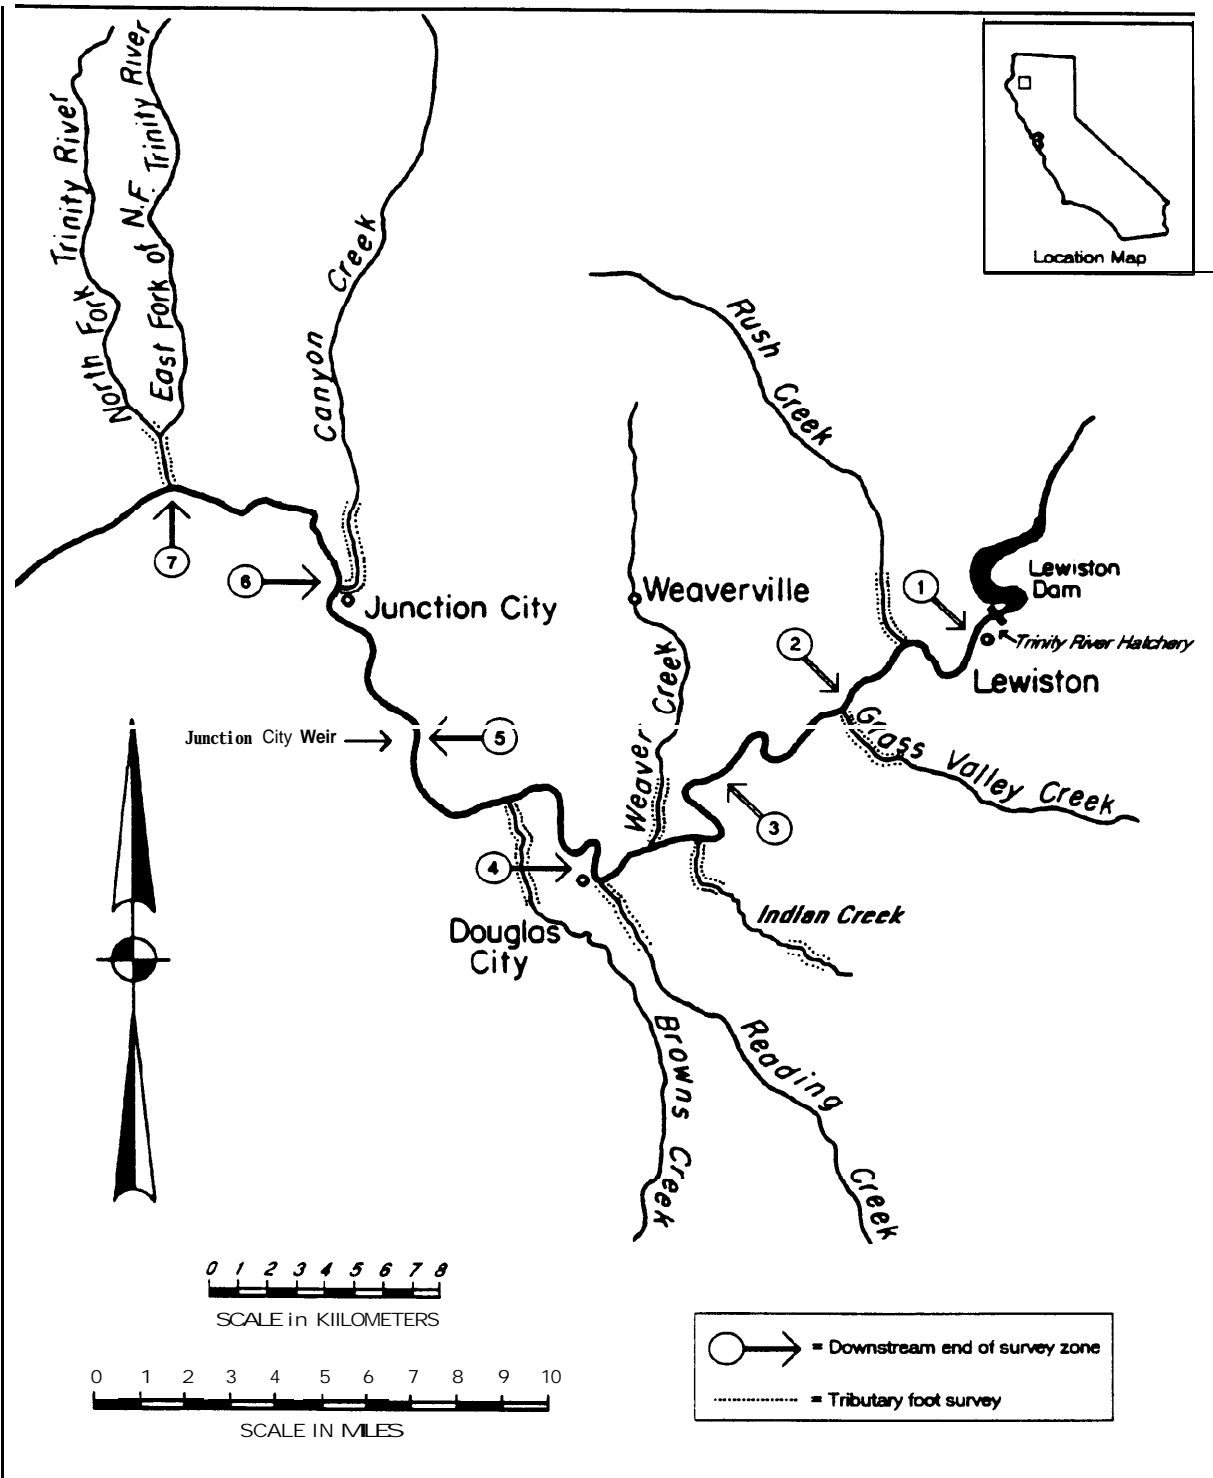 North Fork Trinity River
East Fork of N.F. Trinity River
Canyon Creek
Rush Creek
Location Map
Lewiston
Dam
Trinity River Hatchery
Lewiston
1
2
3
4
5
6
7
Junction City
Weaverville
Weaver Creek
Grass Valley Creek
Junction City Weir
Indian Creek
Douglas
City
Browns Creek
Reading Creek
0 1 2 3 4 5 6 7 8
SCALE in KIILOMETERS
0 1 2 3 4 5 6 7 8 9 10
SCALE IN MILES
= Downstream end of survey zone
= Tributary foot survey